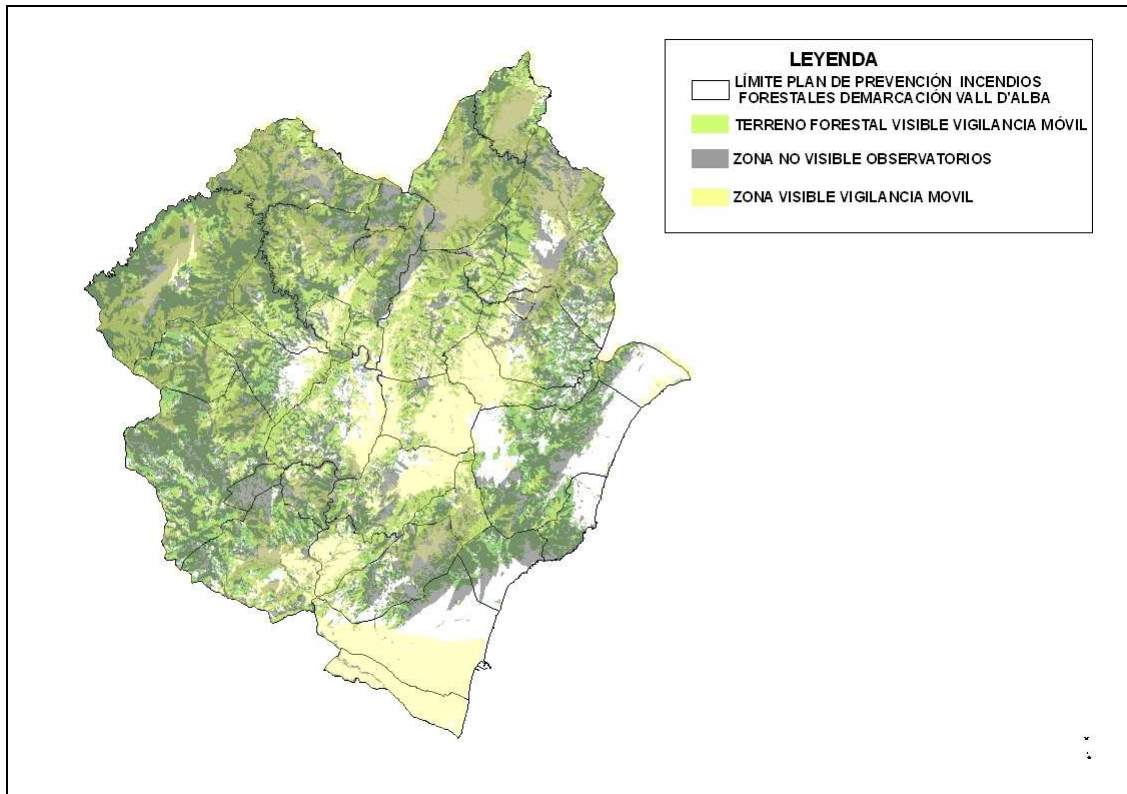 LEYENDA
LÍMITE PLAN DE PREVENCIÓN INCENDIOS
FORESTALES DEMARCACIÓN VALL D'ALBA
TERRENO FORESTAL VISIBLE VIGILANCIA MÓVIL
ZONA NO VISIBLE OBSERVATORIOS
ZONA VISIBLE VIGILANCIA MOVIL